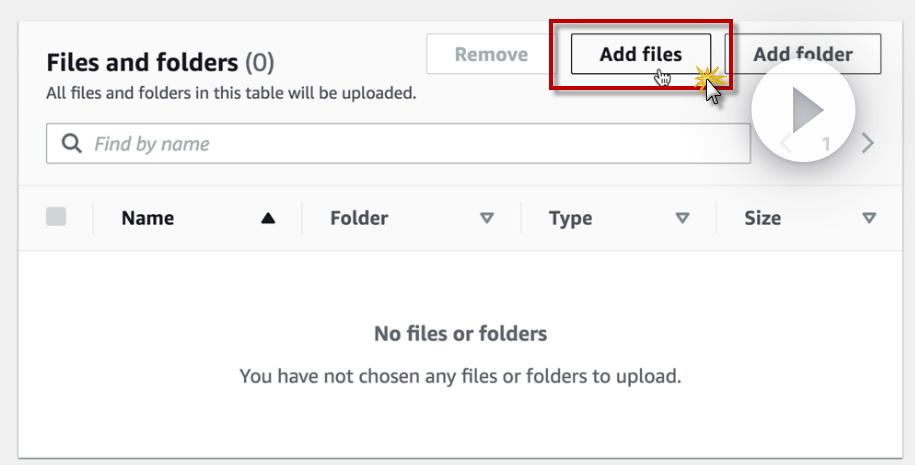 Files and folders (0)
Remove
Add files
Add folder
All files and folders in this table will be uploaded.
Find by name
1
Name
Folder
Type
Size
No files or folders
You have not chosen any files or folders to upload.